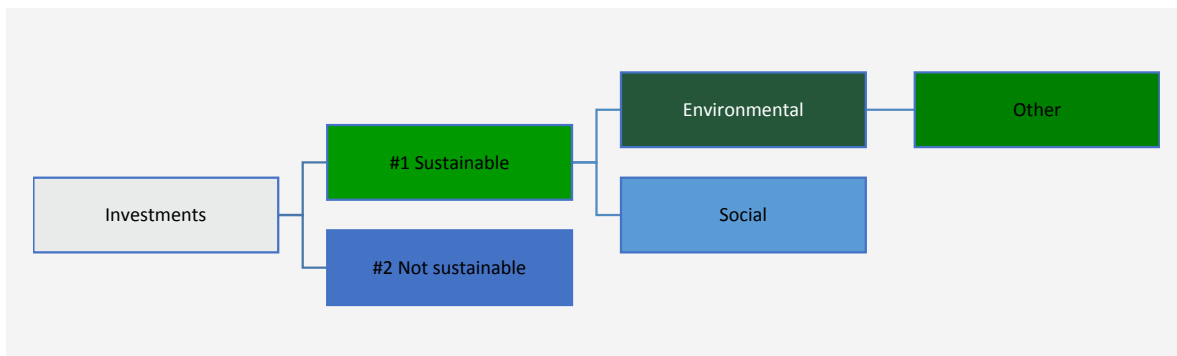 Environmental
Other
#1 Sustainable
Investments
Social
#2 Not sustainable